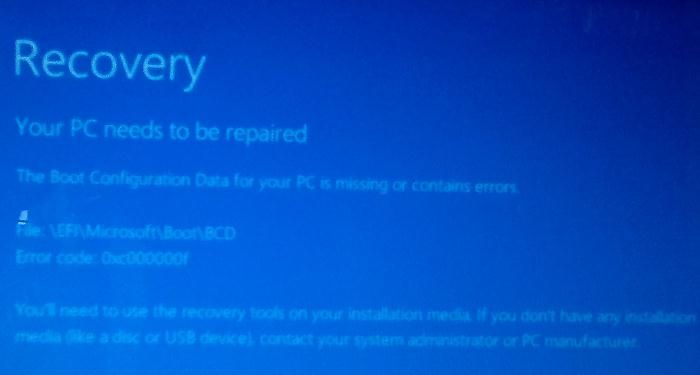 Recovery
Your PC needs to be repaired
The Boot Configuration Data for your PC is missing or contains errors.
File: \EFI\Microsoft\Boot\BCD
Error code: 0xc000000f
You'll need to use the recovery tools on your installation media. If you don't have any installation
media (like a disc or USB device), contact your system administrator or PC manufacturer.